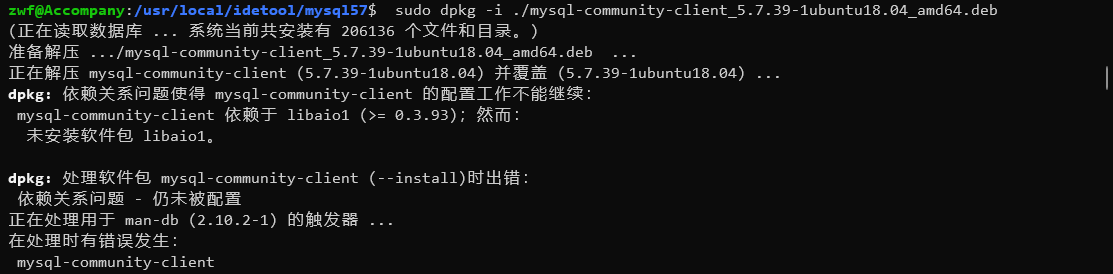 zwf@Accompany:/usr/local/idetool/mysql57$  sudo dpkg -i ./mysql-community-client_5.7.39-1ubuntu18.04_amd64.deb
(正在读取数据库 ... 系统当前共安装有 206136 个文件和目录。)
准备解压 .../mysql-community-client_5.7.39-1ubuntu18.04_amd64.deb  ...
正在解压 mysql-community-client (5.7.39-1ubuntu18.04) 并覆盖 (5.7.39-1ubuntu18.04) ...
dpkg: 依赖关系问题使得 mysql-community-client 的配置工作不能继续：
 mysql-community-client 依赖于 libaio1 (>= 0.3.93)；然而：
  未安装软件包 libaio1。

dpkg: 处理软件包 mysql-community-client (--install)时出错：
 依赖关系问题 - 仍未被配置
正在处理用于 man-db (2.10.2-1) 的触发器 ...
在处理时有错误发生：
 mysql-community-client